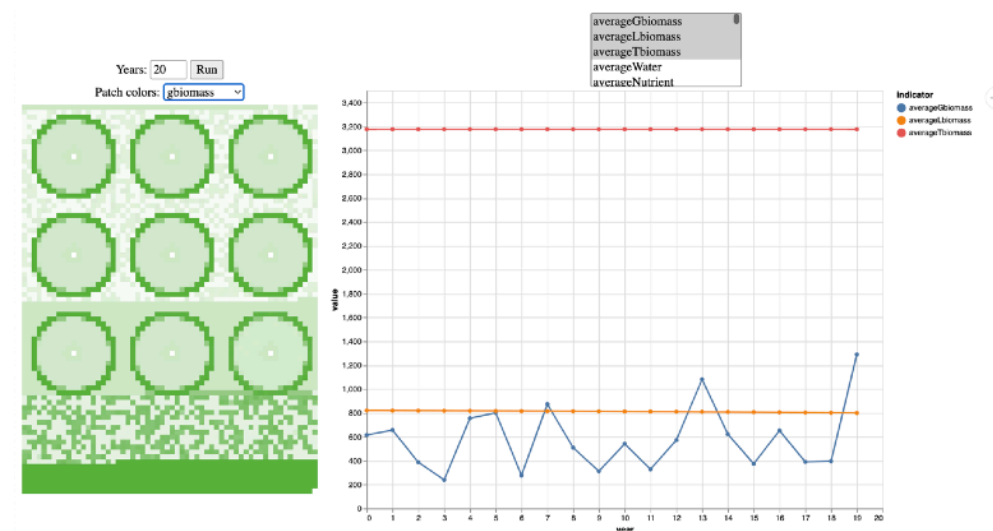 averageGbiomass
averageLbiomass
averageTbiomass
averageWater
averageNutrient
Years: 20 Run
Patch colors: gbiomass
Indicator
averageGbiomass
averageLbiomass
averageTbiomass
3,400
3,200
3,000
2,800
2,600
2,400
2,200
2,000
1,800
1,600
1,400
1,200
1,000
800
600
400
200
0
value
0 1 2 3 4 5 6 7 8 9 10 11 12 13 14 15 16 17 18 19 20
year